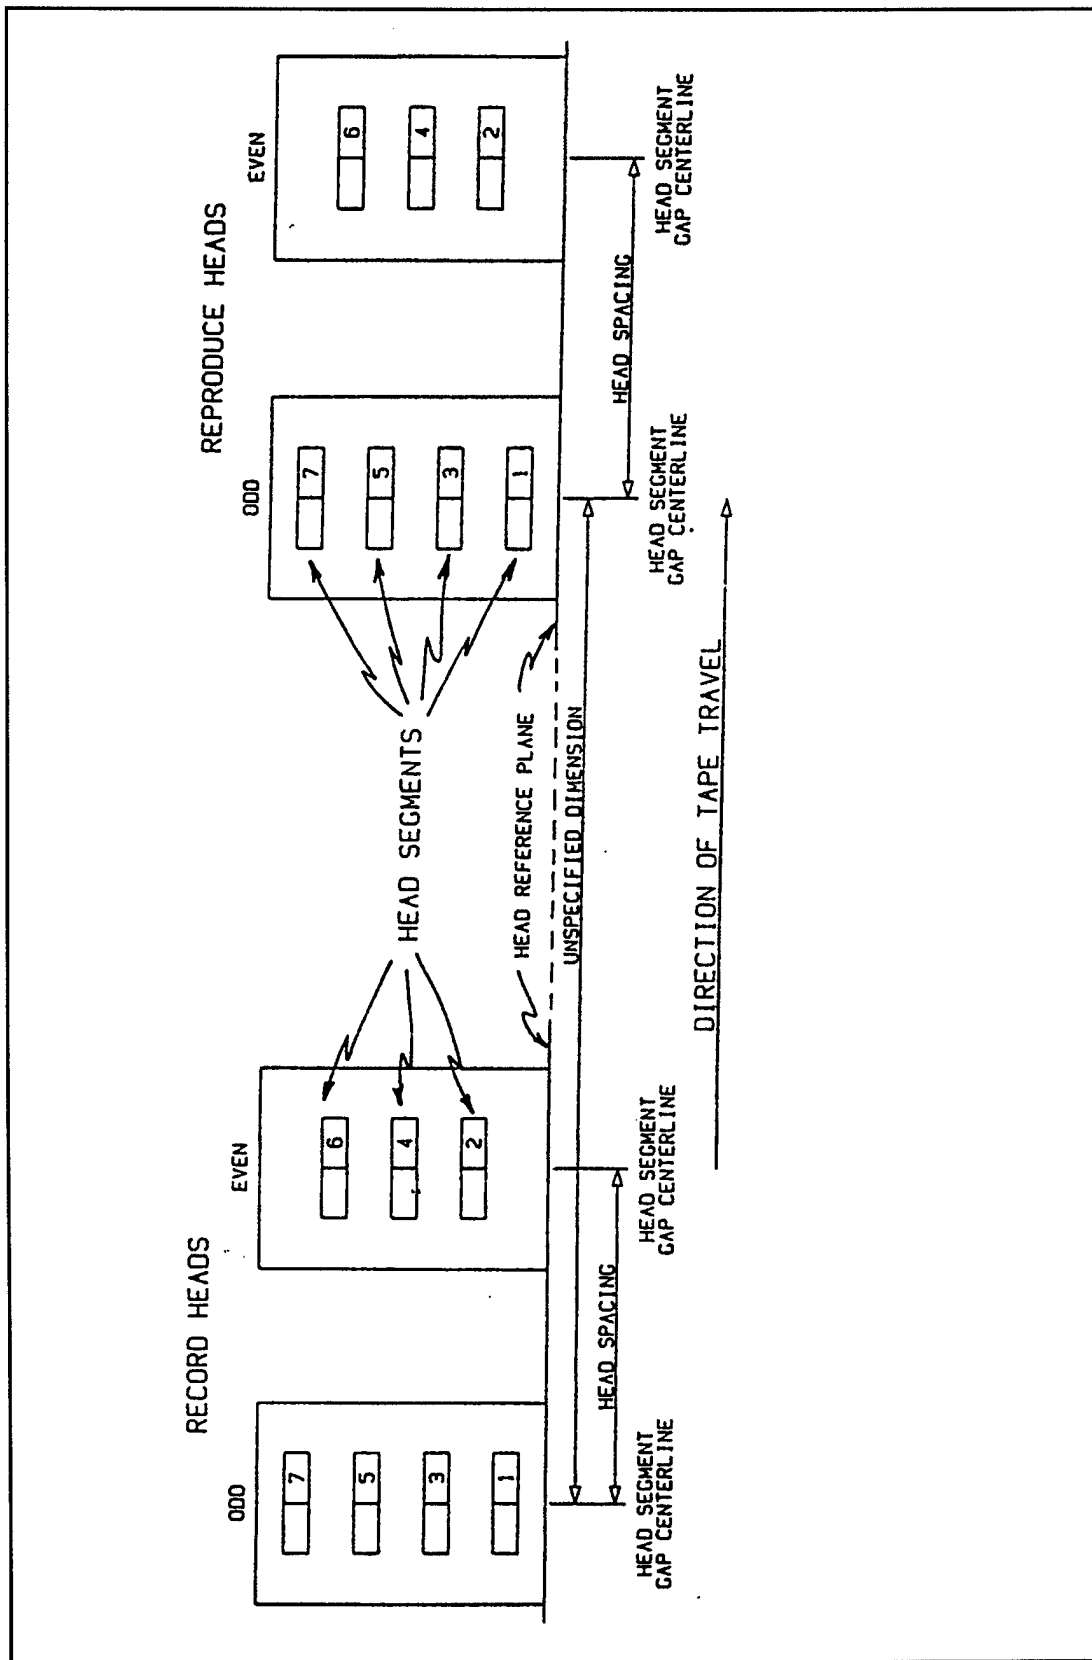 RECORD HEADS
REPRODUCE HEADS
ODD
EVEN
ODD
EVEN
7
5
3
1
6
4
2
7
5
3
1
6
4
2
HEAD SEGMENTS
HEAD REFERENCE PLANE
UNSPECIFIED DIMENSION
HEAD SPACING
HEAD SPACING
HEAD SEGMENT
GAP CENTERLINE
HEAD SEGMENT
GAP CENTERLINE
HEAD SEGMENT
GAP CENTERLINE
HEAD SEGMENT
GAP CENTERLINE
DIRECTION OF TAPE TRAVEL